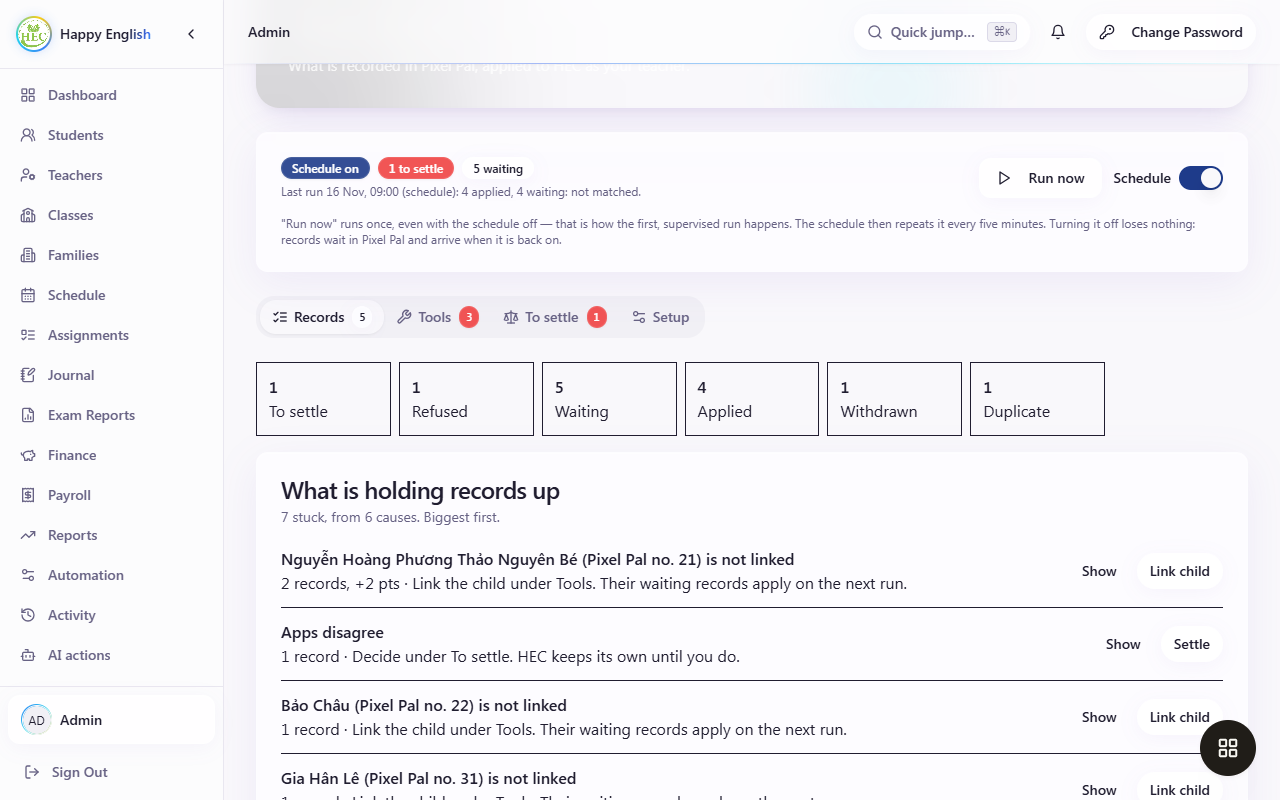 HEC
Happy English
Admin
Quick jump...
⌘K
Change Password
Dashboard
Students
Teachers
Classes
Families
Schedule
Assignments
Journal
Exam Reports
Finance
Payroll
Reports
Automation
Activity
AI actions
AD
Admin
Sign Out
Schedule on
1 to settle
5 waiting
Last run 16 Nov, 09:00 (schedule): 4 applied, 4 waiting: not matched.
Run now
Schedule
"Run now" runs once, even with the schedule off — that is how the first, supervised run happens. The schedule then repeats it every five minutes. Turning it off loses nothing:
records wait in Pixel Pal and arrive when it is back on.
Records 5
Tools 3
To settle 1
Setup
1
To settle
1
Refused
5
Waiting
4
Applied
1
Withdrawn
1
Duplicate
What is holding records up
7 stuck, from 6 causes. Biggest first.
Nguyễn Hoàng Phương Thảo Nguyên Bé (Pixel Pal no. 21) is not linked
2 records, +2 pts · Link the child under Tools. Their waiting records apply on the next run.
Show
Link child
Apps disagree
1 record · Decide under To settle. HEC keeps its own until you do.
Show
Settle
Bảo Châu (Pixel Pal no. 22) is not linked
1 record · Link the child under Tools. Their waiting records apply on the next run.
Show
Link child
Gia Hân Lê (Pixel Pal no. 31) is not linked
Show
Link child